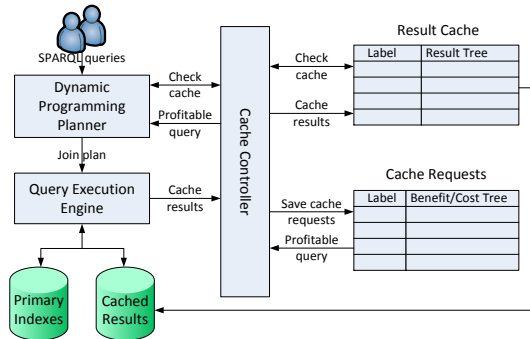 SPARQL queries
Dynamic
Programming
Planner
Check
cache
Profitable
query
Join plan
Query Execution
Engine
Cache
results
Primary
Indexes
Cached
Results
Cache Controller
Check
cache
Cache
results
Save cache
requests
Profitable
query
Result Cache
Label Result Tree
Cache Requests
Label Benefit/Cost Tree